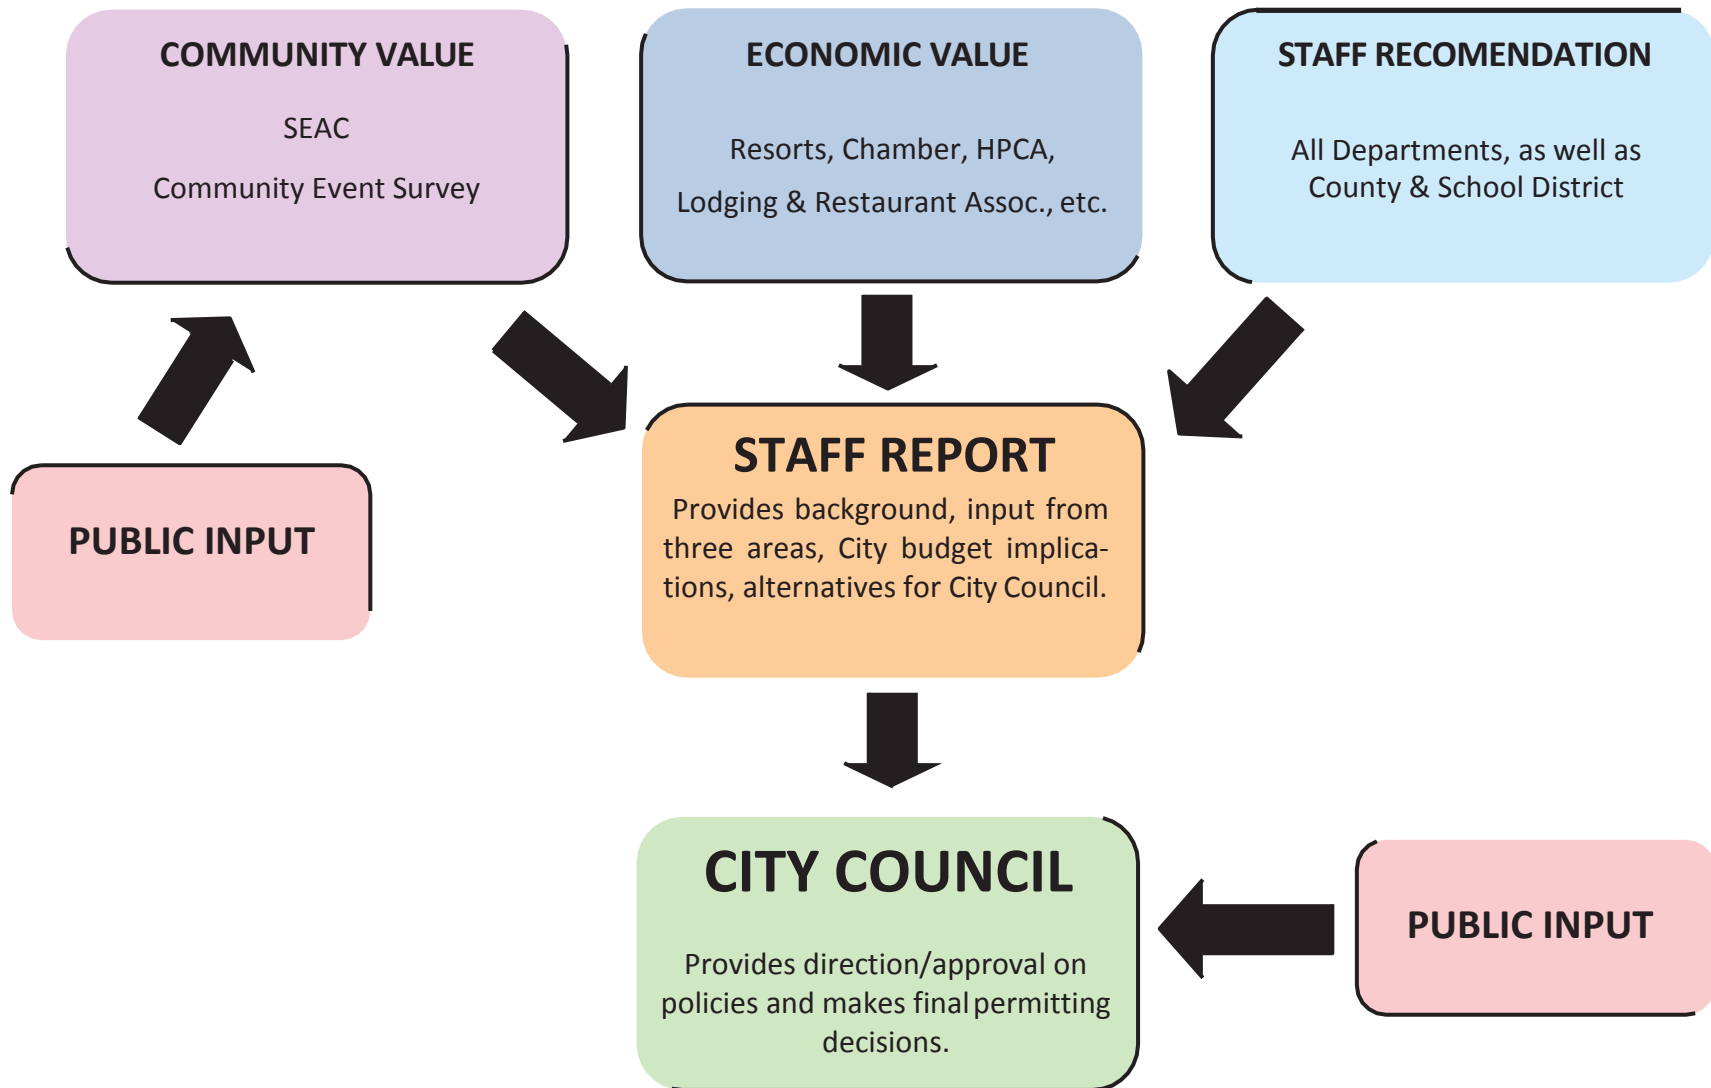 COMMUNITY VALUE
SEAC
Community Event Survey
ECONOMIC VALUE
Resorts, Chamber, HPCA,
Lodging & Restaurant Assoc., etc.
STAFF RECOMENDATION
All Departments, as well as
County & School District
PUBLIC INPUT
STAFF REPORT
Provides background, input from
three areas, City budget implica-
tions, alternatives for City Council.
CITY COUNCIL
Provides direction/approval on
policies and makes final permitting
decisions.
PUBLIC INPUT